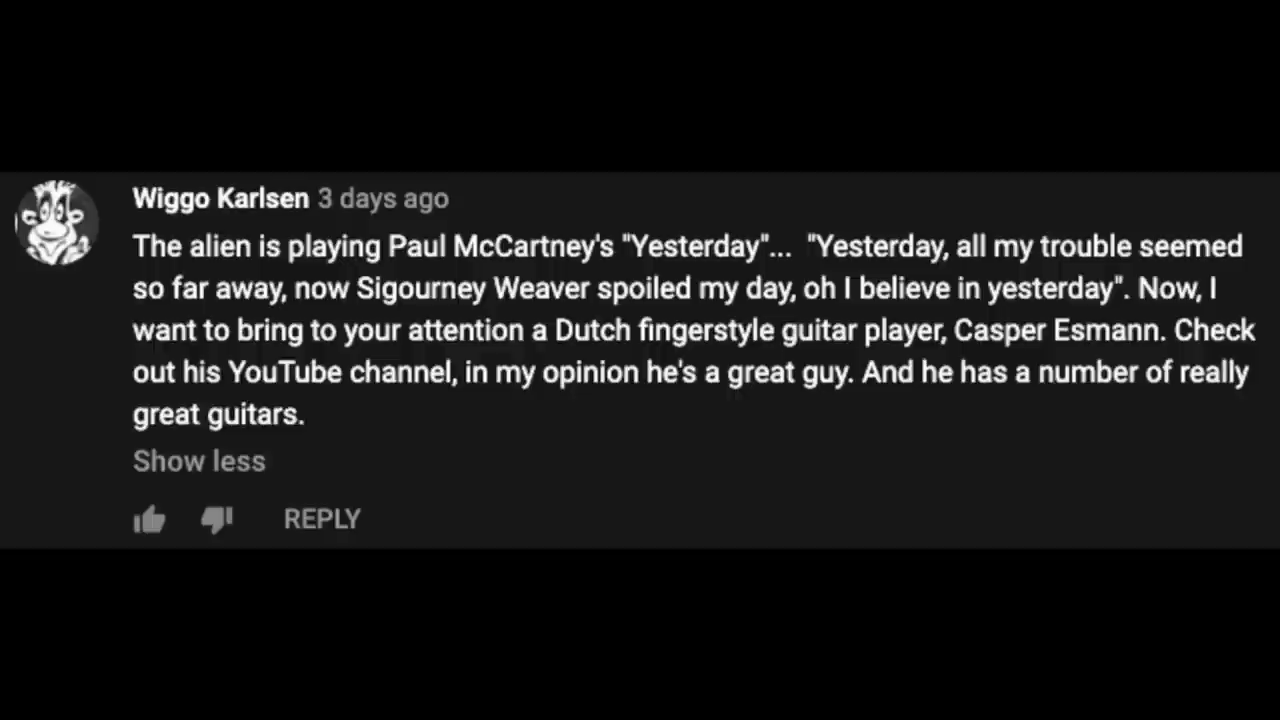 Wiggo Karlsen 3 days ago
The alien is playing Paul McCartney's "Yesterday"...  "Yesterday, all my trouble seemed
so far away, now Sigourney Weaver spoiled my day, oh I believe in yesterday". Now, I
want to bring to your attention a Dutch fingerstyle guitar player, Casper Esmann. Check
out his YouTube channel, in my opinion he's a great guy. And he has a number of really
great guitars.
Show less
REPLY